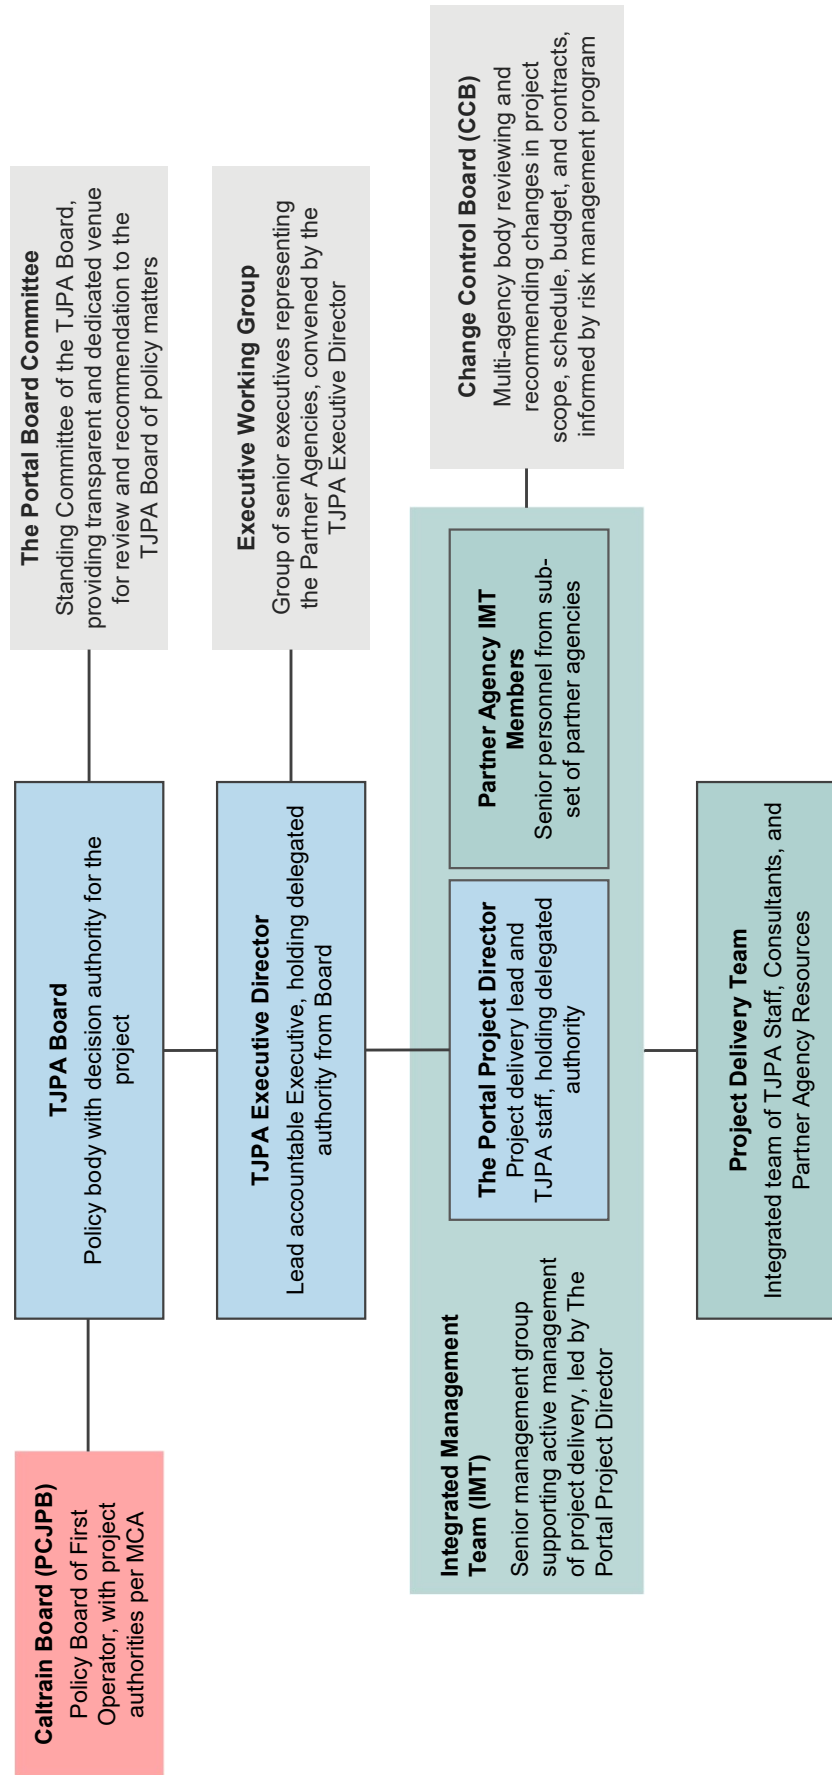 Caltrain Board (PCJPB)
Policy Board of First
Operator, with project
authorities per MCA
TJPA Board
Policy body with decision authority for the
project
The Portal Board Committee
Standing Committee of the TJPA Board,
providing transparent and dedicated venue
for review and recommendation to the
TJPA Board of policy matters
TJPA Executive Director
Lead accountable Executive, holding delegated
authority from Board
Executive Working Group
Group of senior executives representing
the Partner Agencies, convened by the
TJPA Executive Director
Integrated Management
Team (IMT)
Senior management group
supporting active management
of project delivery, led by The
Portal Project Director
The Portal Project Director
Project delivery lead and
TJPA staff, holding delegated
authority
Partner Agency IMT
Members
Senior personnel from sub-
set of partner agencies
Change Control Board (CCB)
Multi-agency body reviewing and
recommending changes in project
scope, schedule, budget, and contracts,
informed by risk management program
Project Delivery Team
Integrated team of TJPA Staff, Consultants, and
Partner Agency Resources